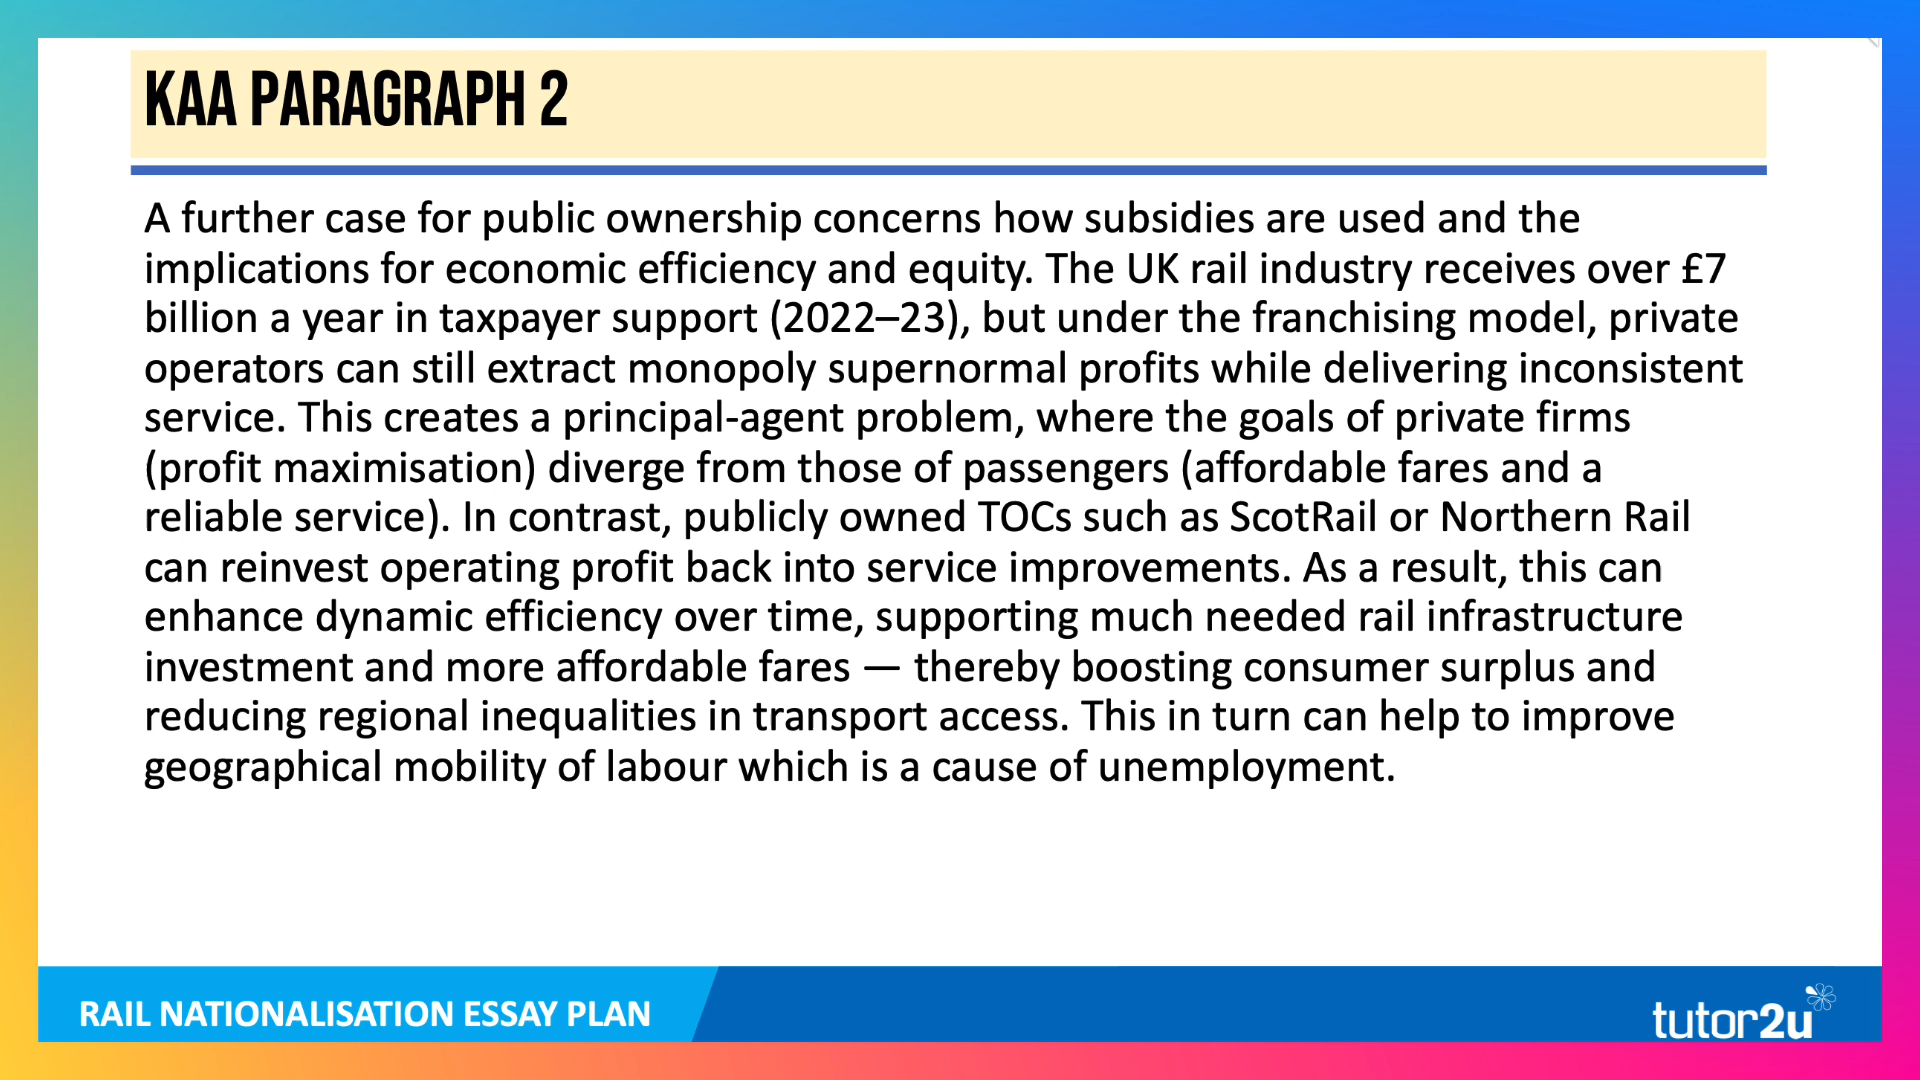 KAA PARAGRAPH 2
A further case for public ownership concerns how subsidies are used and the
implications for economic efficiency and equity. The UK rail industry receives over £7
billion a year in taxpayer support (2022–23), but under the franchising model, private
operators can still extract monopoly supernormal profits while delivering inconsistent
service. This creates a principal-agent problem, where the goals of private firms
(profit maximisation) diverge from those of passengers (affordable fares and a
reliable service). In contrast, publicly owned TOCs such as ScotRail or Northern Rail
can reinvest operating profit back into service improvements. As a result, this can
enhance dynamic efficiency over time, supporting much needed rail infrastructure
investment and more affordable fares — thereby boosting consumer surplus and
reducing regional inequalities in transport access. This in turn can help to improve
geographical mobility of labour which is a cause of unemployment.
RAIL NATIONALISATION ESSAY PLAN
tutor2u